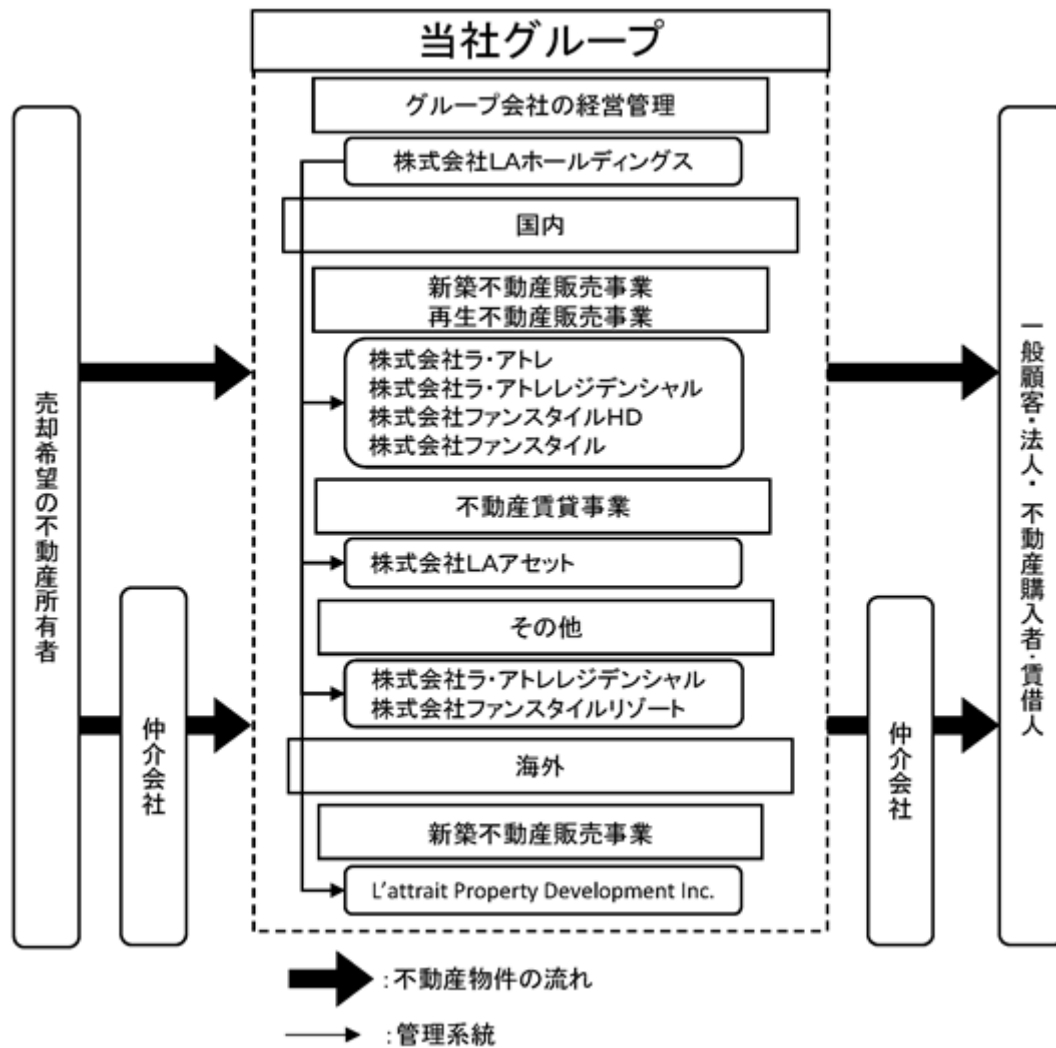 当社グループ
グループ会社の経営管理
株式会社LAホールディングス
国内
新築不動産販売事業
再生不動産販売事業
株式会社ラ・アトレ
株式会社ラ・アトレレジデンシャル
株式会社ファンスタイルHD
株式会社ファンスタイル
不動産賃貸事業
株式会社LAアセット
その他
株式会社ラ・アトレレジデンシャル
株式会社ファンスタイルリゾート
海外
新築不動産販売事業
L'attrait Property Development Inc.
売却希望の不動産所有者
仲介会社
仲介会社
一般顧客・法人・不動産購入者・賃借人
:不動産物件の流れ
:管理系統